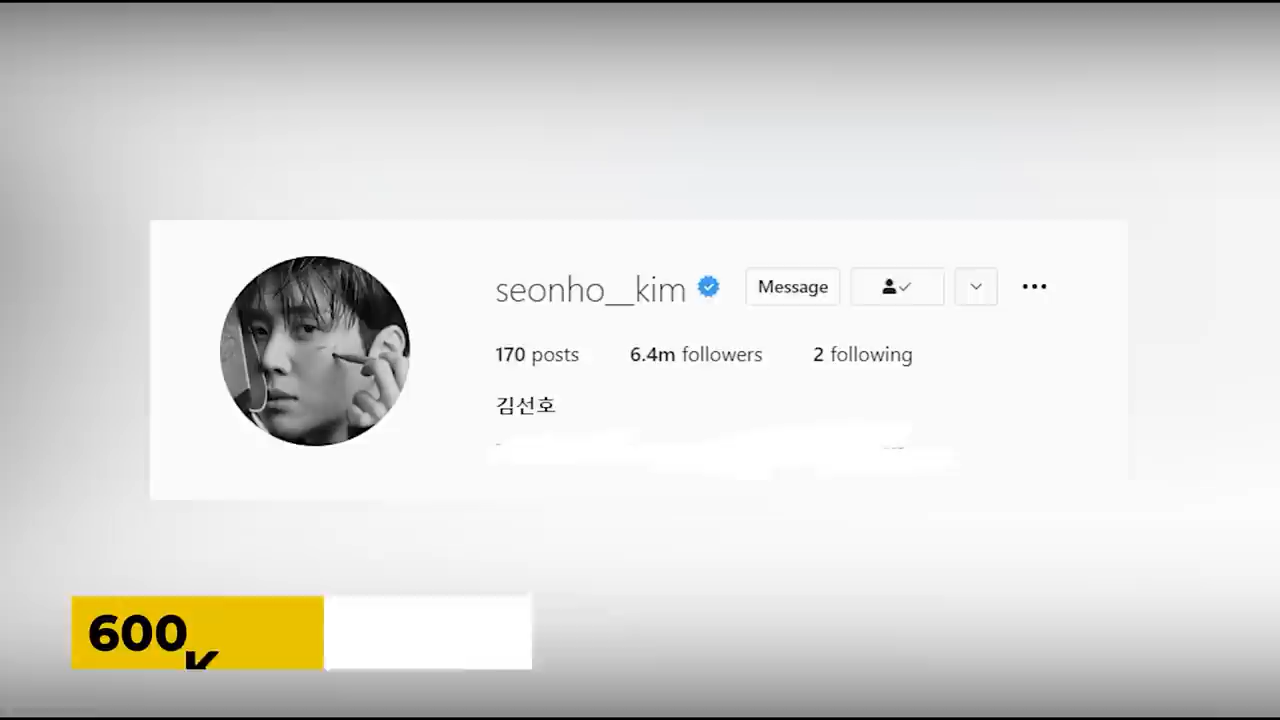 seonho__kim Message
170 posts 6.4m followers 2 following
김선호
600K